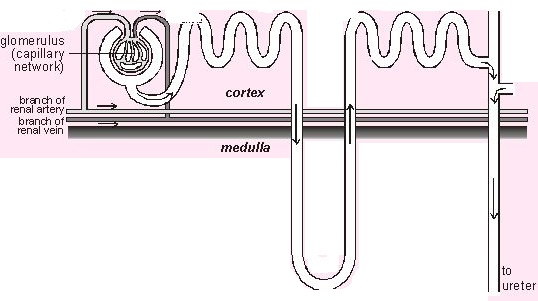 glomerulus
(capillary
network)
branch of
renal artery
branch of
renal vein
cortex
medulla
to
ureter